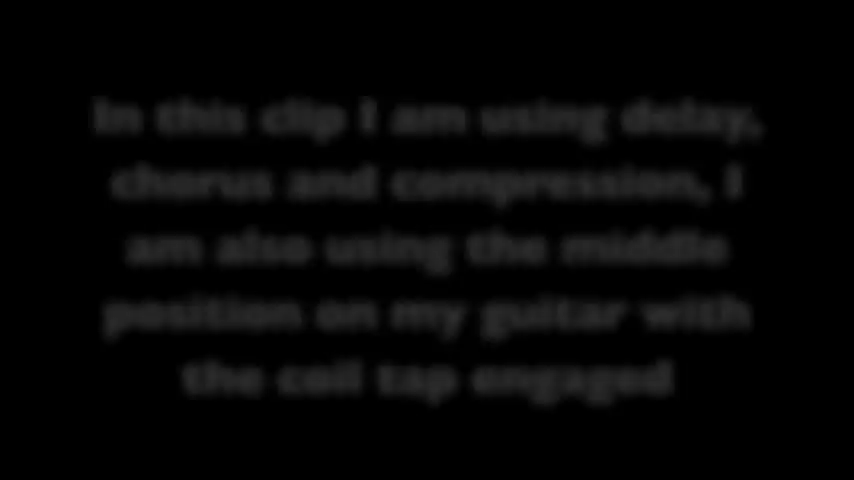 In this clip I am using delay,
chorus and compression, I
am also using the middle
position on my guitar with
the coil tap engaged